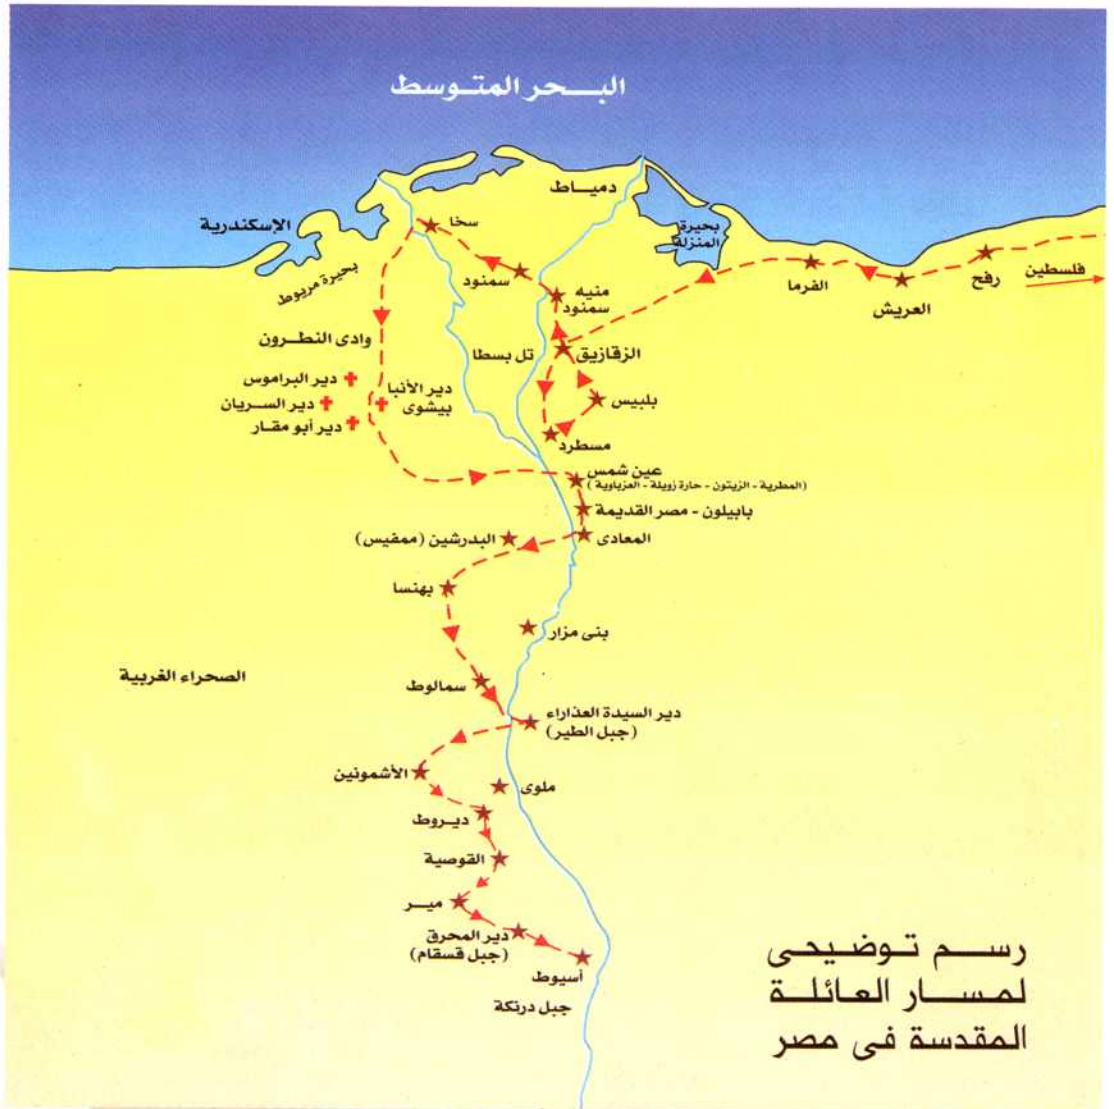 البحر المتوسط
دمياط
الإسكندرية
سخا
بحيرة
المنزلة
بحيرة مريوط
سمنود
منيه
سمنود
الفرما
العريش
رفح
فلسطين
وادى النطرون
تل بسطا
الزقازيق
دير البراموس
دير السريان
دير أبو مقار
دير الأنبا
بيشوى
بلبيس
مسطرد
عين شمس
(المطرية - الزيتون - حارة زويلة - العزباوية)
بابيلون - مصر القديمة
المعادى
البدرشين (ممفيس)
بهنسا
بنى مزار
الصحراء الغربية
سمالوط
دير السيدة العذاراء
(جبل الطير)
الأشمونين
ملوى
ديروط
القوصية
مير
دير المحرق
(جبل قسقام)
أسيوط
جبل درنكة
رسم توضيحى
لمسار العائلة
المقدسة فى مصر